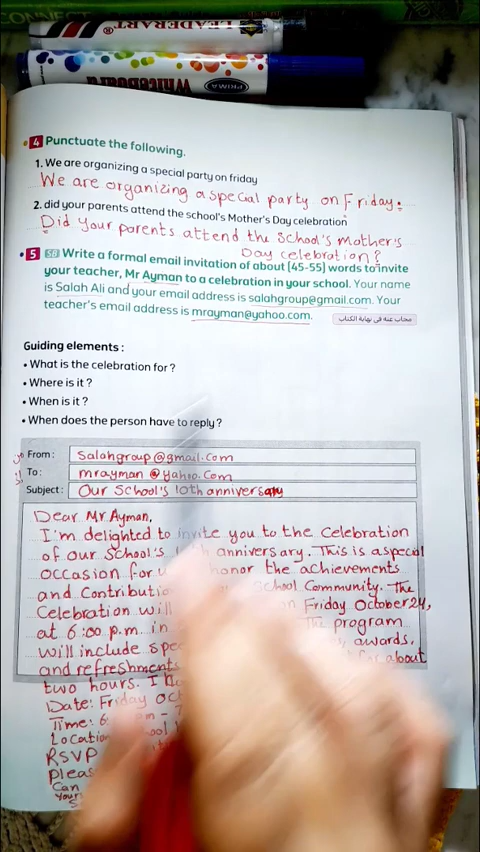 CONNECT
LEADERART®
Whiteboard PRIMA
4 Punctuate the following.
1. We are organizing a special party on friday
We are organizing a special party on Friday.
2. did your parents attend the school's Mother's Day celebration
Did your parents attend the school's Mother's
Day celebration?
5 Write a formal email invitation of about (45-55) words to invite
your teacher, Mr Ayman to a celebration in your school. Your name
is Salah Ali and your email address is salahgroup@gmail.com. Your
teacher's email address is mrayman@yahoo.com.
مجاب عنه فى نهاية الكتاب
Guiding elements :
• What is the celebration for ?
• Where is it ?
• When is it ?
• When does the person have to reply ?
من From: Salahgroup@gmail.com
To: mrayman@yahoo.com
Subject: Our School's 10th anniversary
Dear Mr Ayman,
I'm delighted to invite you to the celebration
of our school's anniversary. This is a special
occasion for honor the achievements
and School Community. The
Celebration will Friday October 24,
at 6:00 p.m. in program
will include awards,
and refreshments about
two hours. I
Date: Friday
Time: 6
RSVP
Can